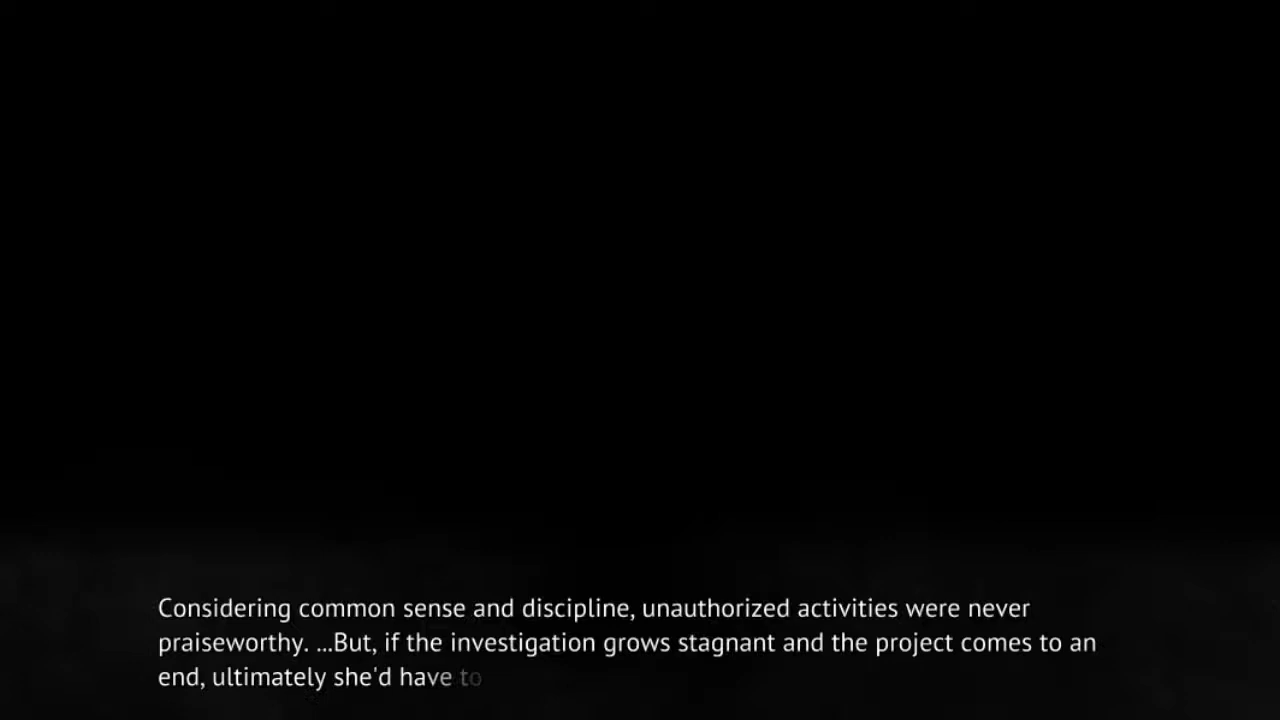 Considering common sense and discipline, unauthorized activities were never
praiseworthy. ...But, if the investigation grows stagnant and the project comes to an
end, ultimately she'd have to